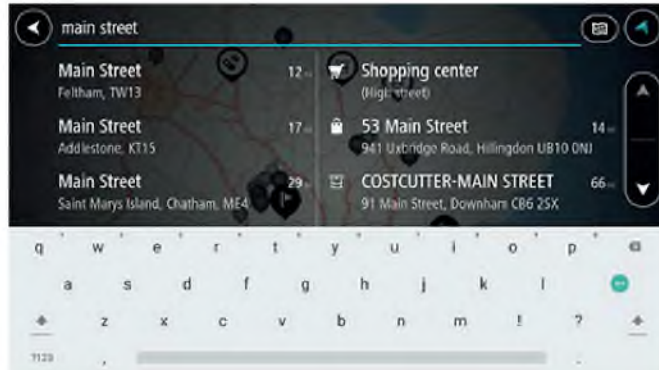 main street
Main Street
12
Feltham, TW13
Main Street
17
Addlestone, KT15
Main Street
29
Saint Marys Island, Chatham, ME4
Shopping center
(High street)
53 Main Street
14
941 Uxbridge Road, Hillingdon UB10 0NJ
COSTCUTTER-MAIN STREET
66
91 Main Street, Downham CB6 2SX
q w e r t y u i o p
a s d f g h j k l
z x c v b n m ! ?
?123 , .